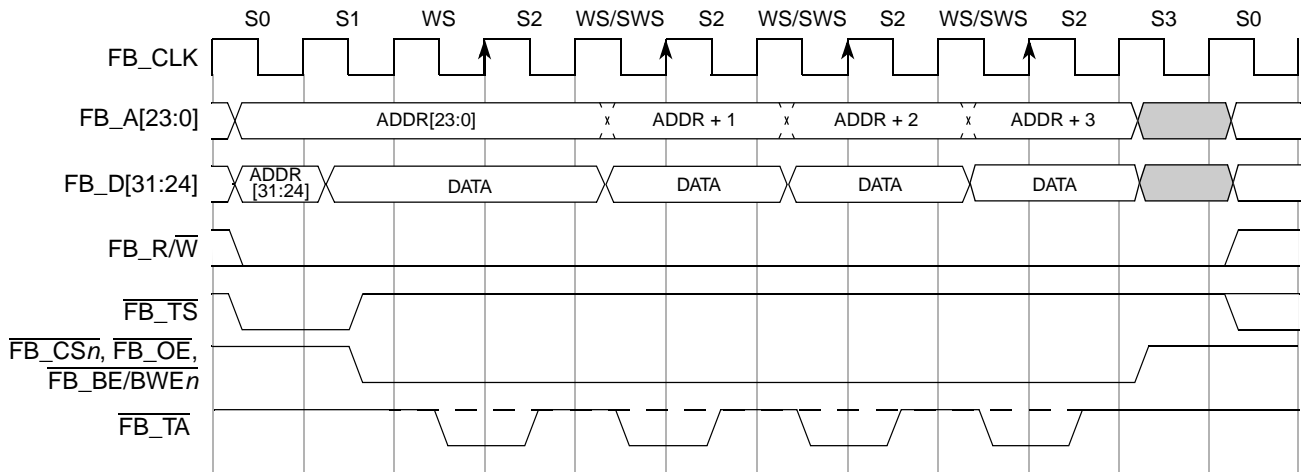 S0 S1 WS S2 WS/SWS S2 WS/SWS S2 WS/SWS S2 S3 S0
FB_CLK
FB_A[23:0] ADDR[23:0] x ADDR + 1 x ADDR + 2 x ADDR + 3
FB_D[31:24] ADDR [31:24] DATA DATA DATA DATA
FB_R/W
FB_TS
FB_CSn, FB_OE,
FB_BE/BWEn
FB_TA